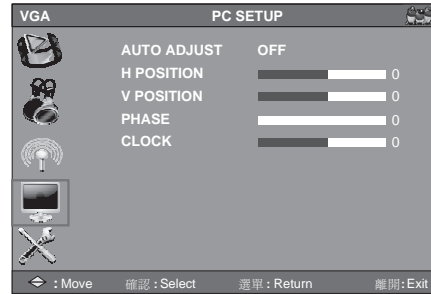 VGA PC SETUP
AUTO ADJUST OFF
H POSITION 0
V POSITION 0
PHASE 0
CLOCK 0
: Move 確認 : Select 選單 : Return 離開 : Exit